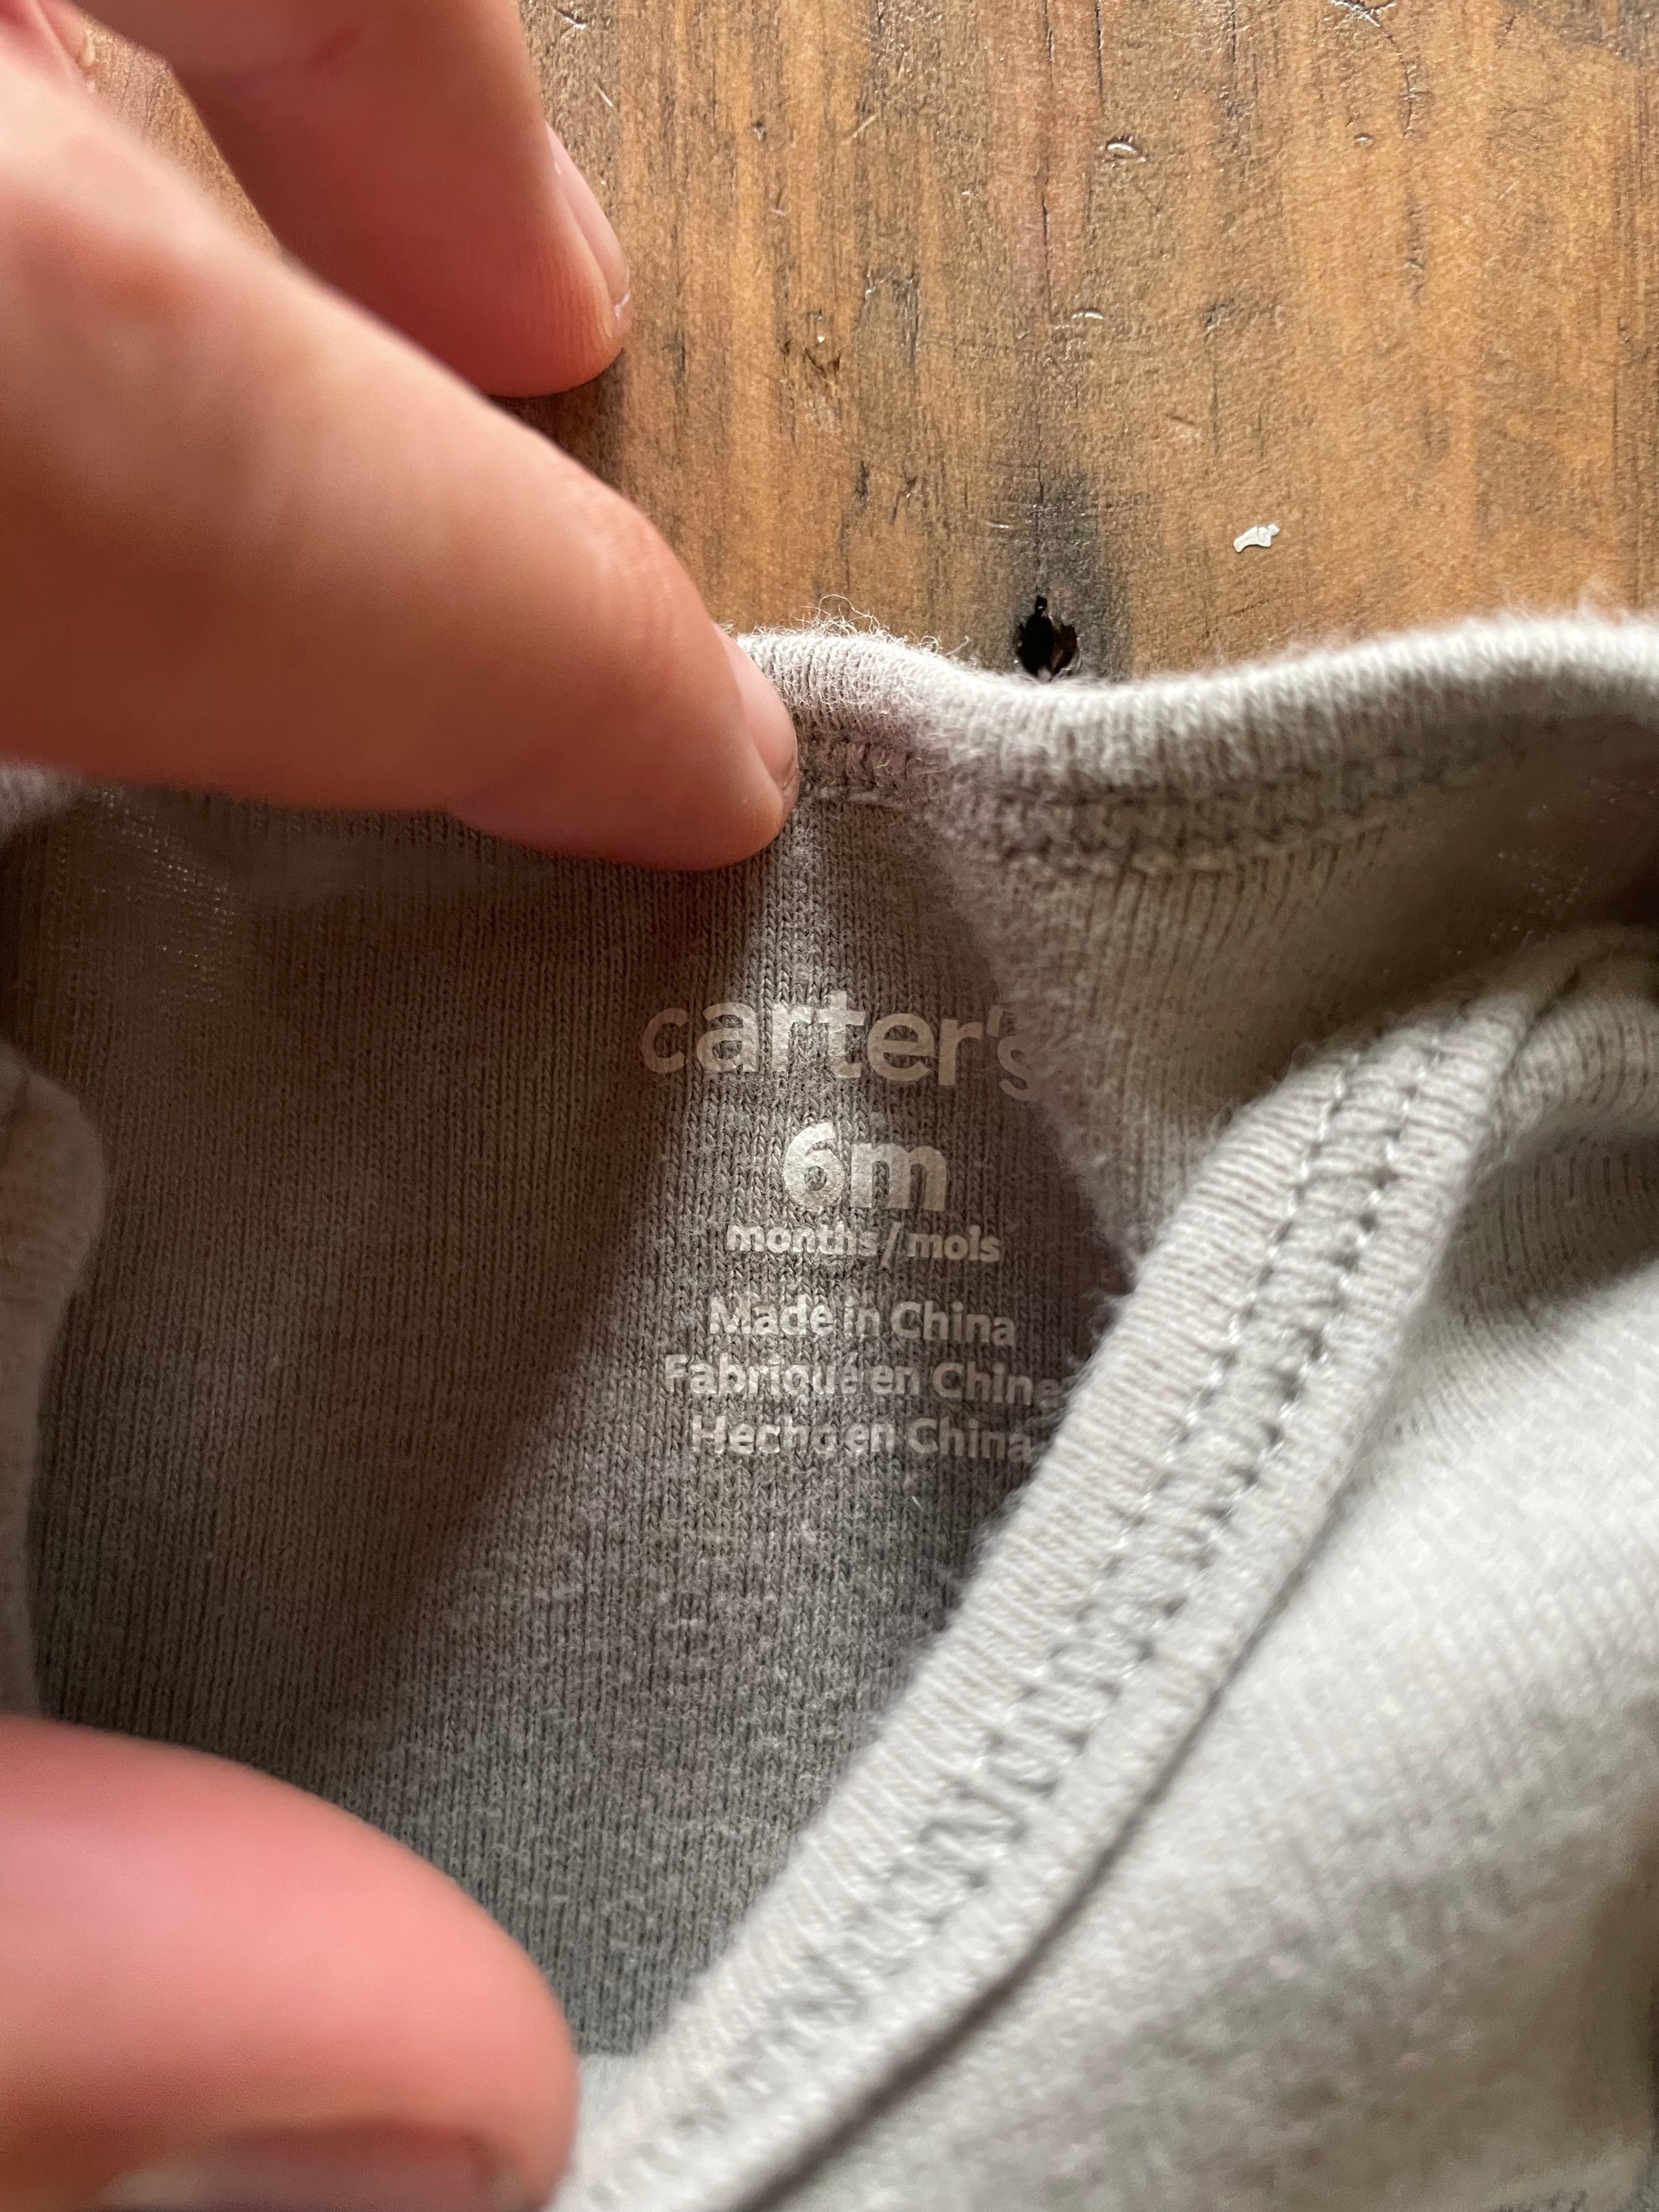 carter's
6m
months/mois
Made in China
Fabriqué en Chine
Hecho en China